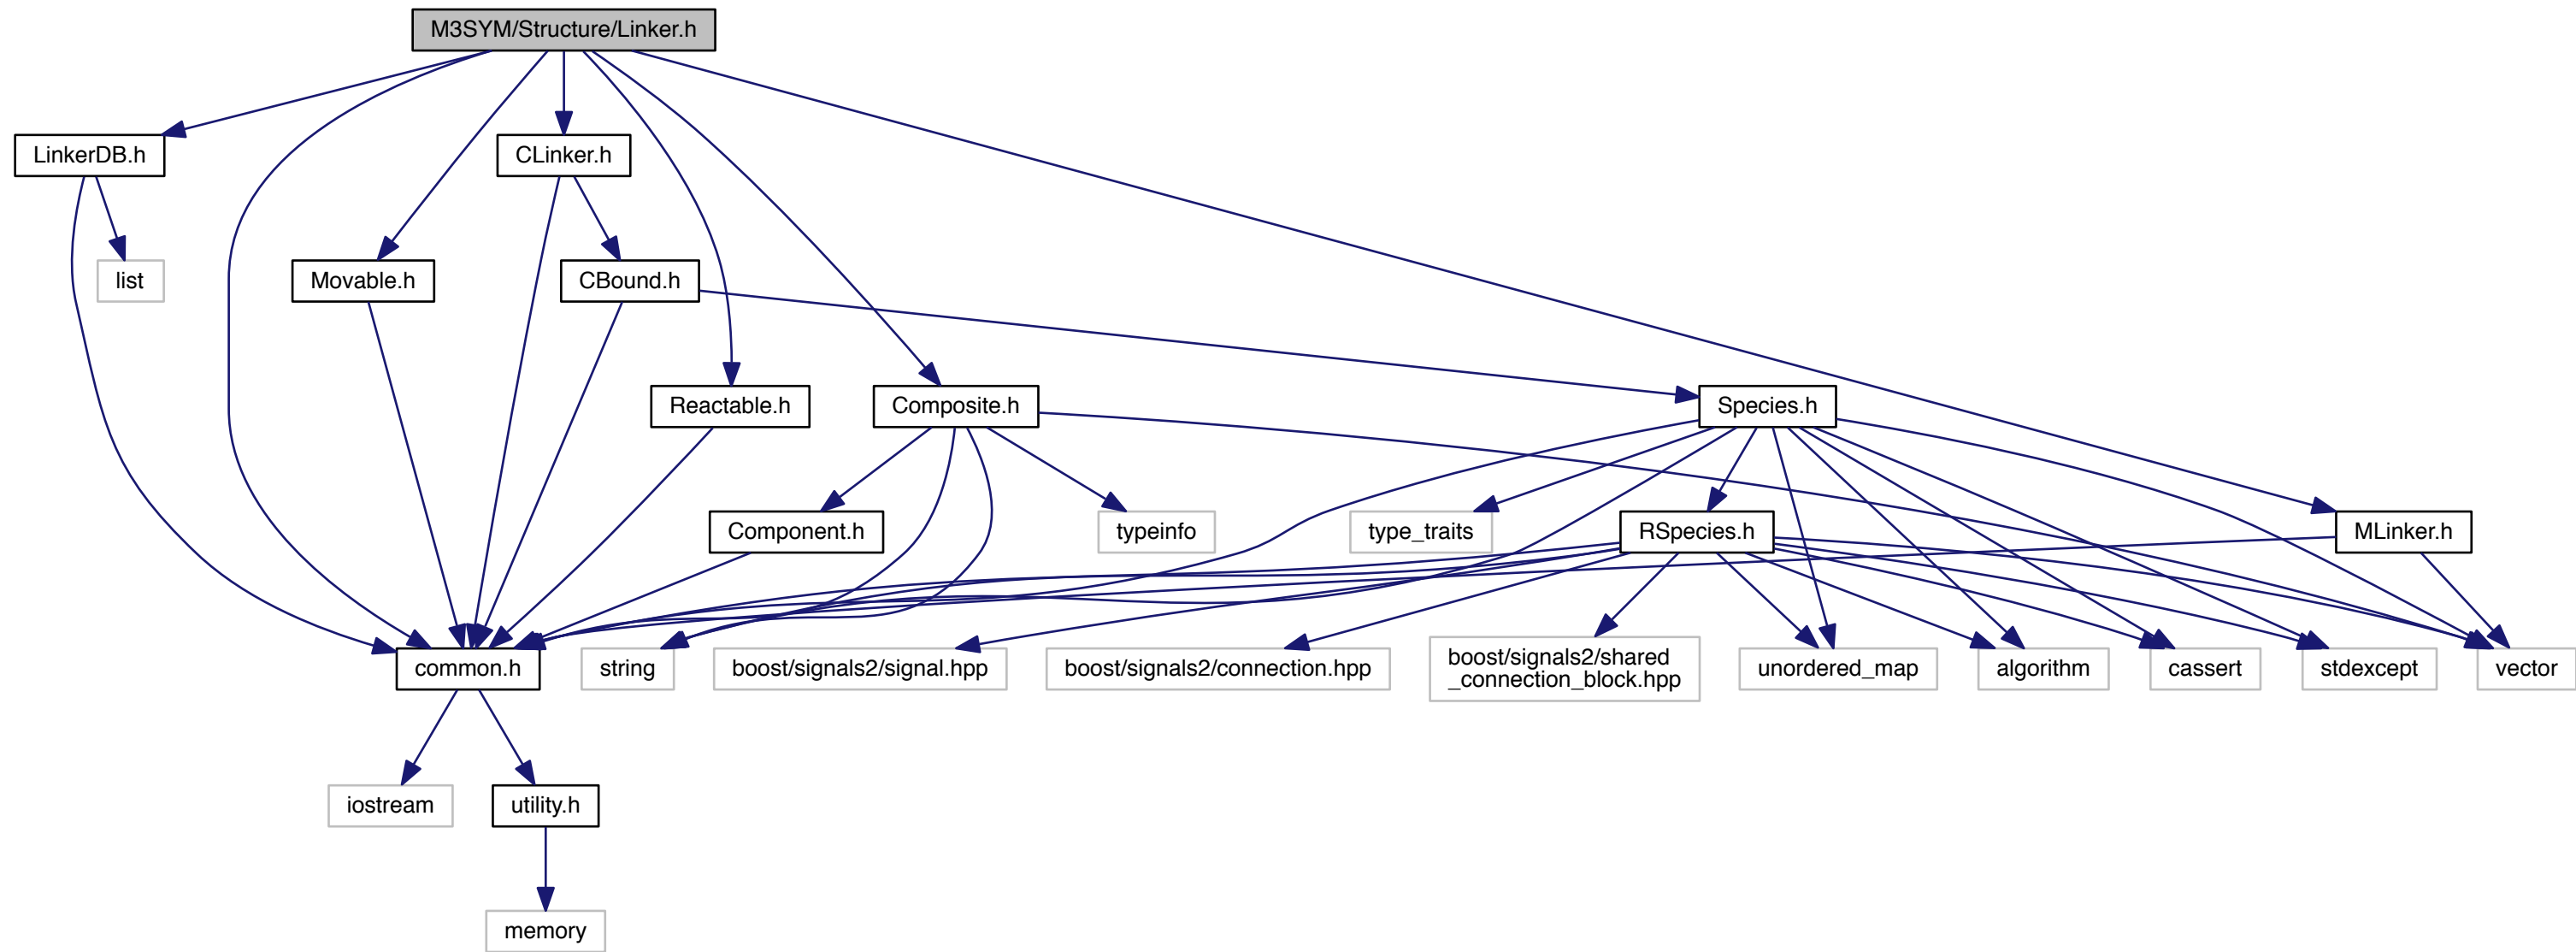 M3SYM/Structure/Linker.h
LinkerDB.h
CLinker.h
list
Movable.h
CBound.h
Reactable.h
Composite.h
Species.h
Component.h
typeinfo
type_traits
RSpecies.h
MLinker.h
common.h
string
boost/signals2/signal.hpp
boost/signals2/connection.hpp
boost/signals2/shared
_connection_block.hpp
unordered_map
algorithm
cassert
stdexcept
vector
iostream
utility.h
memory